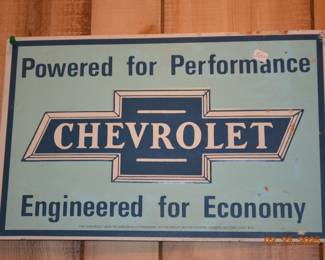 Powered for Performance
CHEVROLET
Engineered for Economy